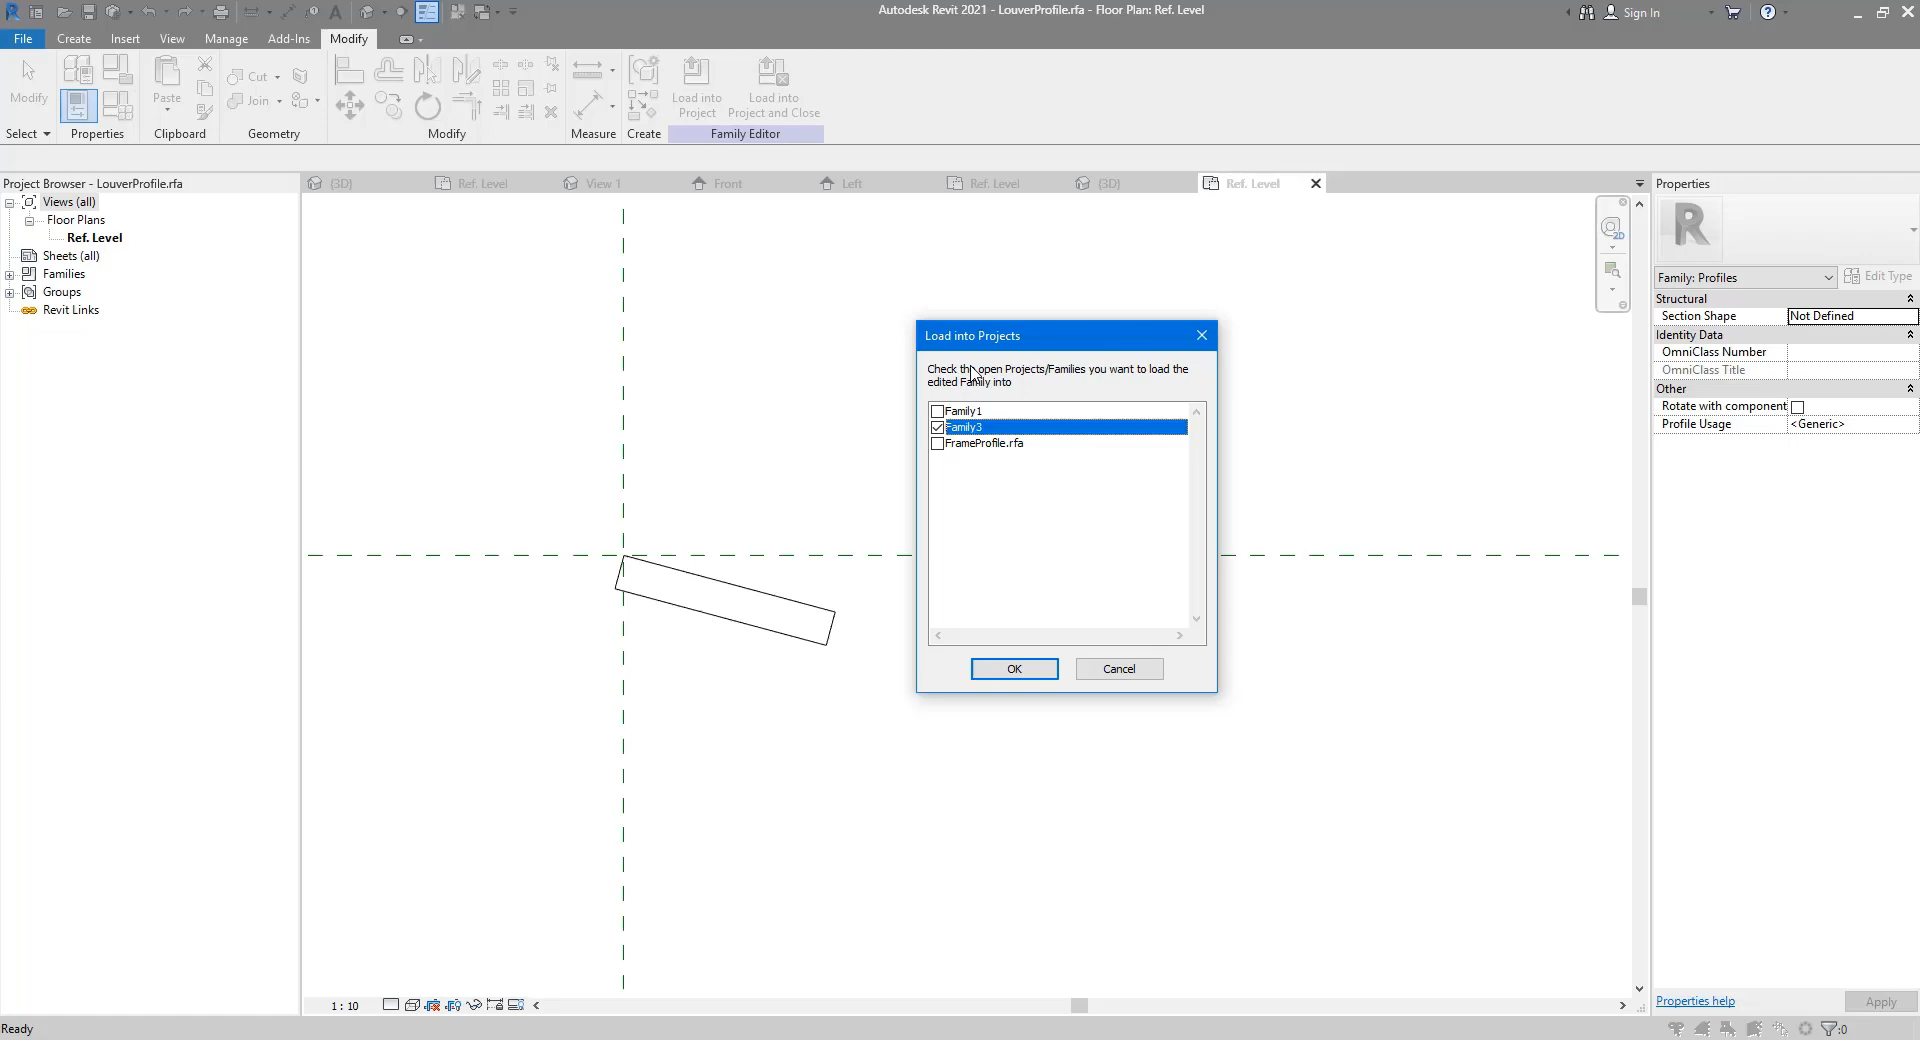 Autodesk Revit 2021 - LouverProfile.rfa - Floor Plan: Ref. Level
Sign In
File
Create
Insert
View
Manage
Add-Ins
Modify
Modify
Paste
Cut
Join
Load into
Project
Load into
Project and Close
Select
Properties
Clipboard
Geometry
Modify
Measure
Create
Family Editor
Project Browser - LouverProfile.rfa
Views (all)
Floor Plans
Ref. Level
Sheets (all)
Families
Groups
Revit Links
{3D}
Ref. Level
View 1
Front
Left
Ref. Level
{3D}
Ref. Level
2D
Load into Projects
Check the open Projects/Families you want to load the
edited Family into
Family1
Family3
FrameProfile.rfa
OK
Cancel
Properties
R
Family: Profiles
Edit Type
Structural
Section Shape
Not Defined
Identity Data
OmniClass Number
OmniClass Title
Other
Rotate with component
Profile Usage
<Generic>
Properties help
Apply
1 : 10
Ready
:0